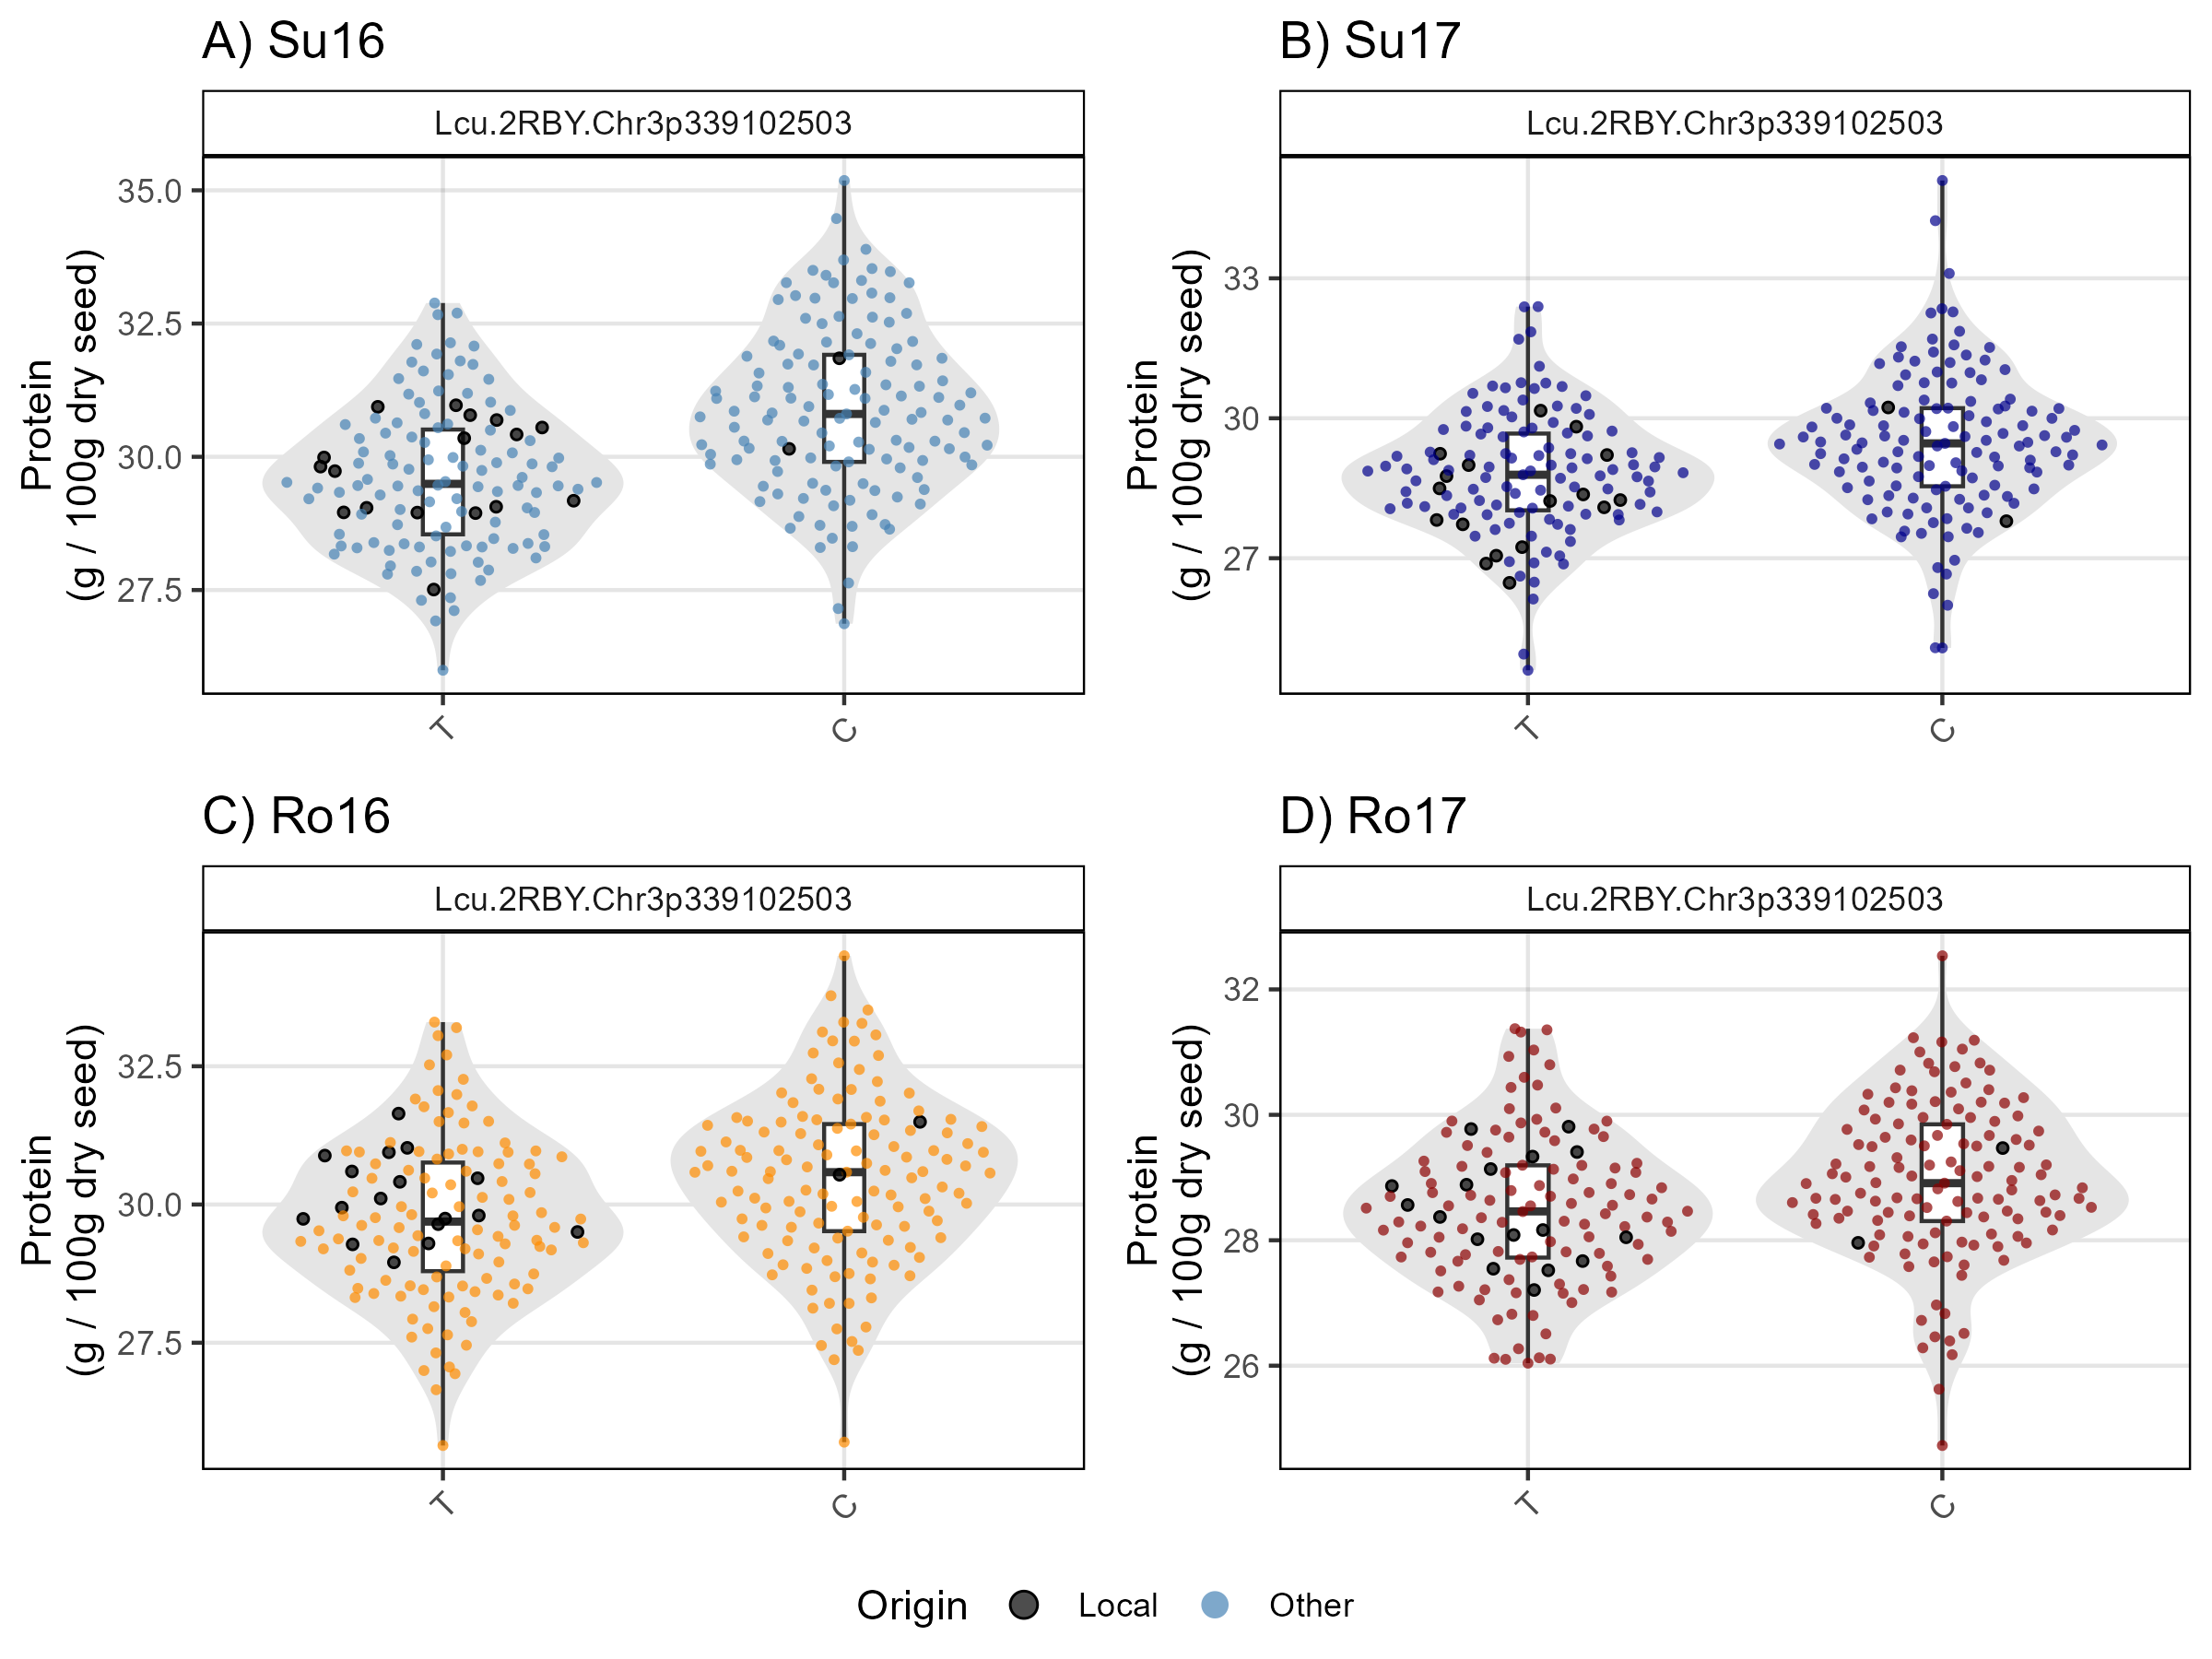 A) Su16
Lcu.2RBY.Chr3p339102503
Protein
(g / 100g dry seed)
35.0
32.5
30.0
27.5
T
C
B) Su17
Lcu.2RBY.Chr3p339102503
Protein
(g / 100g dry seed)
33
30
27
T
C
C) Ro16
Lcu.2RBY.Chr3p339102503
Protein
(g / 100g dry seed)
32.5
30.0
27.5
T
C
D) Ro17
Lcu.2RBY.Chr3p339102503
Protein
(g / 100g dry seed)
32
30
28
26
T
C
Origin Local Other